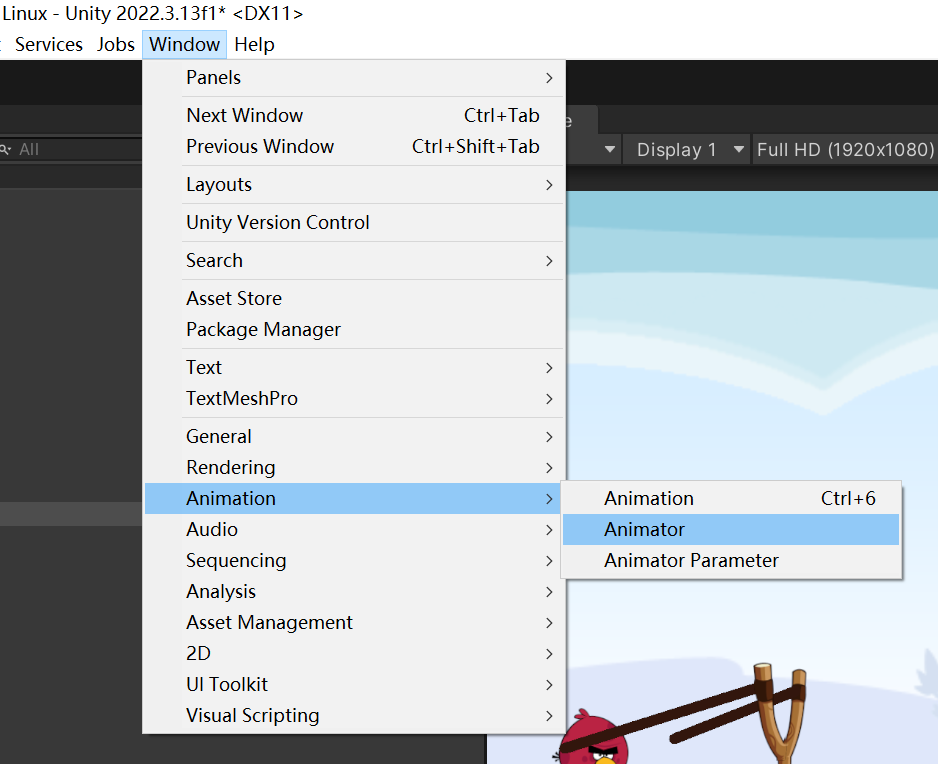 Linux - Unity 2022.3.13f1* <DX11>
Services Jobs Window Help
Panels
Next Window Ctrl+Tab
Previous Window Ctrl+Shift+Tab
All
Display 1 Full HD (1920x1080)
Layouts
Unity Version Control
Search
Asset Store
Package Manager
Text
TextMeshPro
General
Rendering
Animation
Animation Ctrl+6
Audio
Animator
Sequencing
Animator Parameter
Analysis
Asset Management
2D
UI Toolkit
Visual Scripting